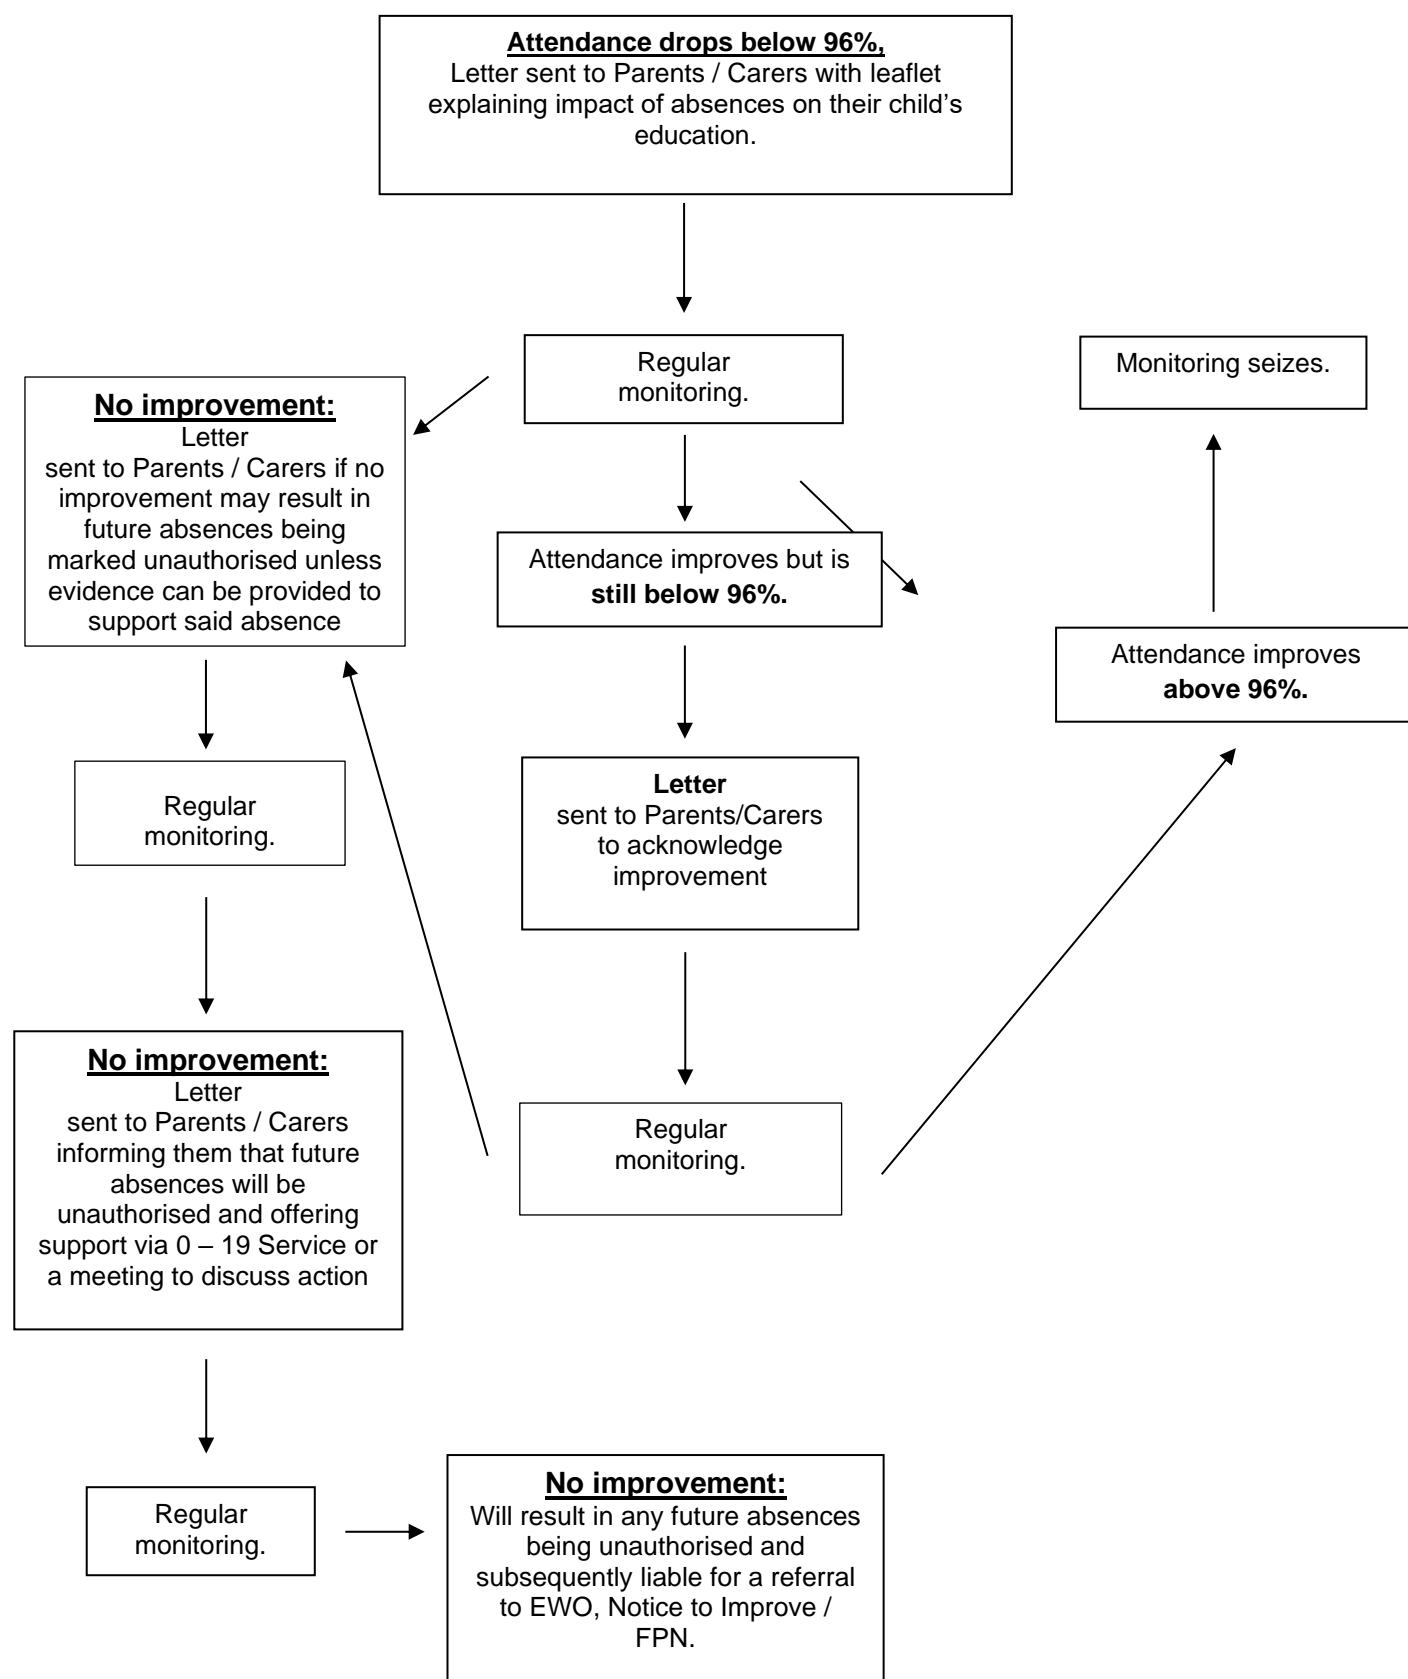 Attendance drops below 96%,
Letter sent to Parents / Carers with leaflet
explaining impact of absences on their child’s
education.
Regular
monitoring.
Monitoring seizes.
No improvement:
Letter
sent to Parents / Carers if no
improvement may result in
future absences being
marked unauthorised unless
evidence can be provided to
support said absence
Attendance improves but is
still below 96%.
Attendance improves
above 96%.
Regular
monitoring.
Letter
sent to Parents/Carers
to acknowledge
improvement
No improvement:
Letter
sent to Parents / Carers
informing them that future
absences will be
unauthorised and offering
support via 0 – 19 Service or
a meeting to discuss action
Regular
monitoring.
Regular
monitoring.
No improvement:
Will result in any future absences
being unauthorised and
subsequently liable for a referral
to EWO, Notice to Improve /
FPN.